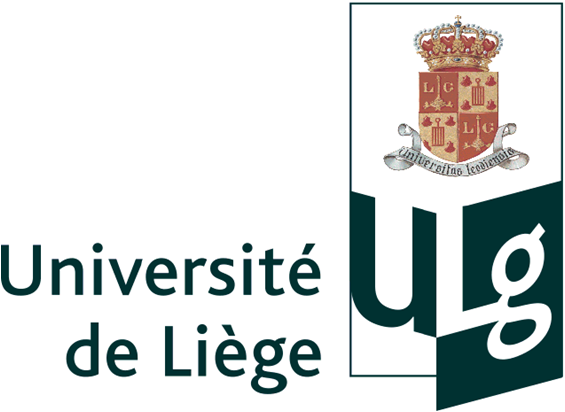 L G
L G
Universitas Leodiensis
ULg
Université
de Liège